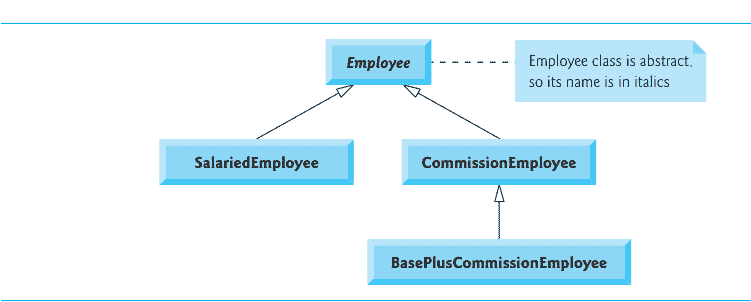 Employee
Employee class is abstract,
so its name is in italics
SalariedEmployee
CommissionEmployee
BasePlusCommissionEmployee